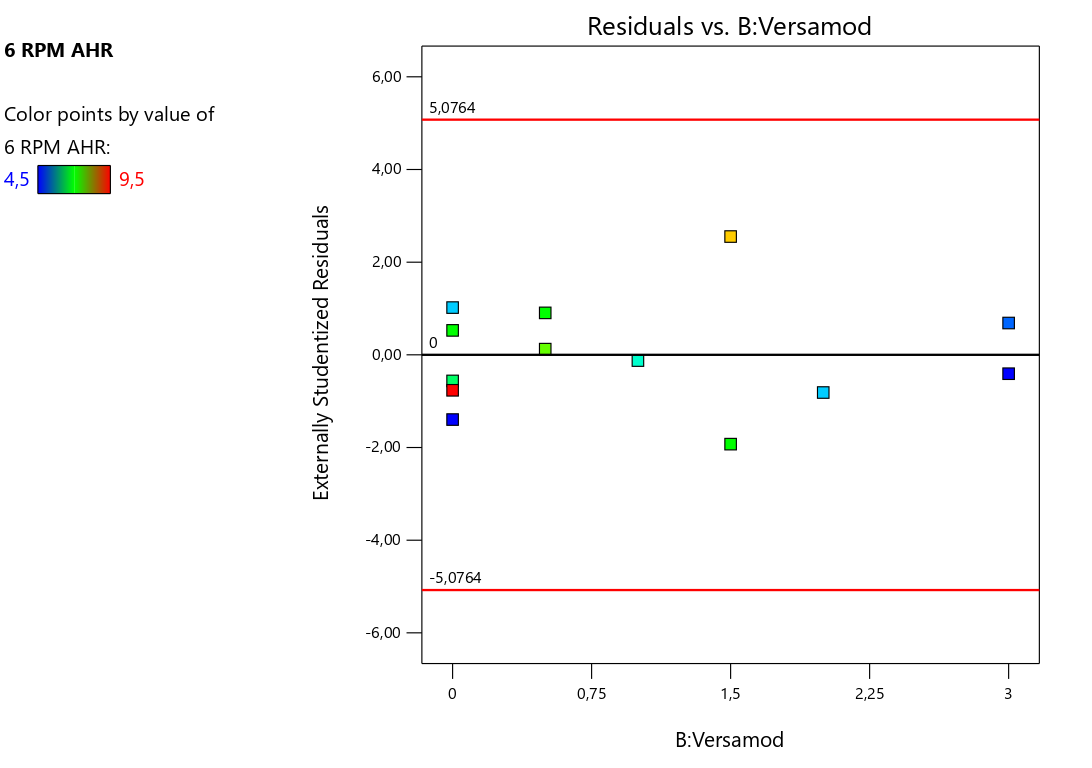 Residuals vs. B:Versamod
6 RPM AHR
Color points by value of
6 RPM AHR:
4,5 9,5
Externally Studentized Residuals
6,00
5,0764
4,00
2,00
0
0,00
-2,00
-4,00
-5,0764
-6,00
0 0,75 1,5 2,25 3
B:Versamod